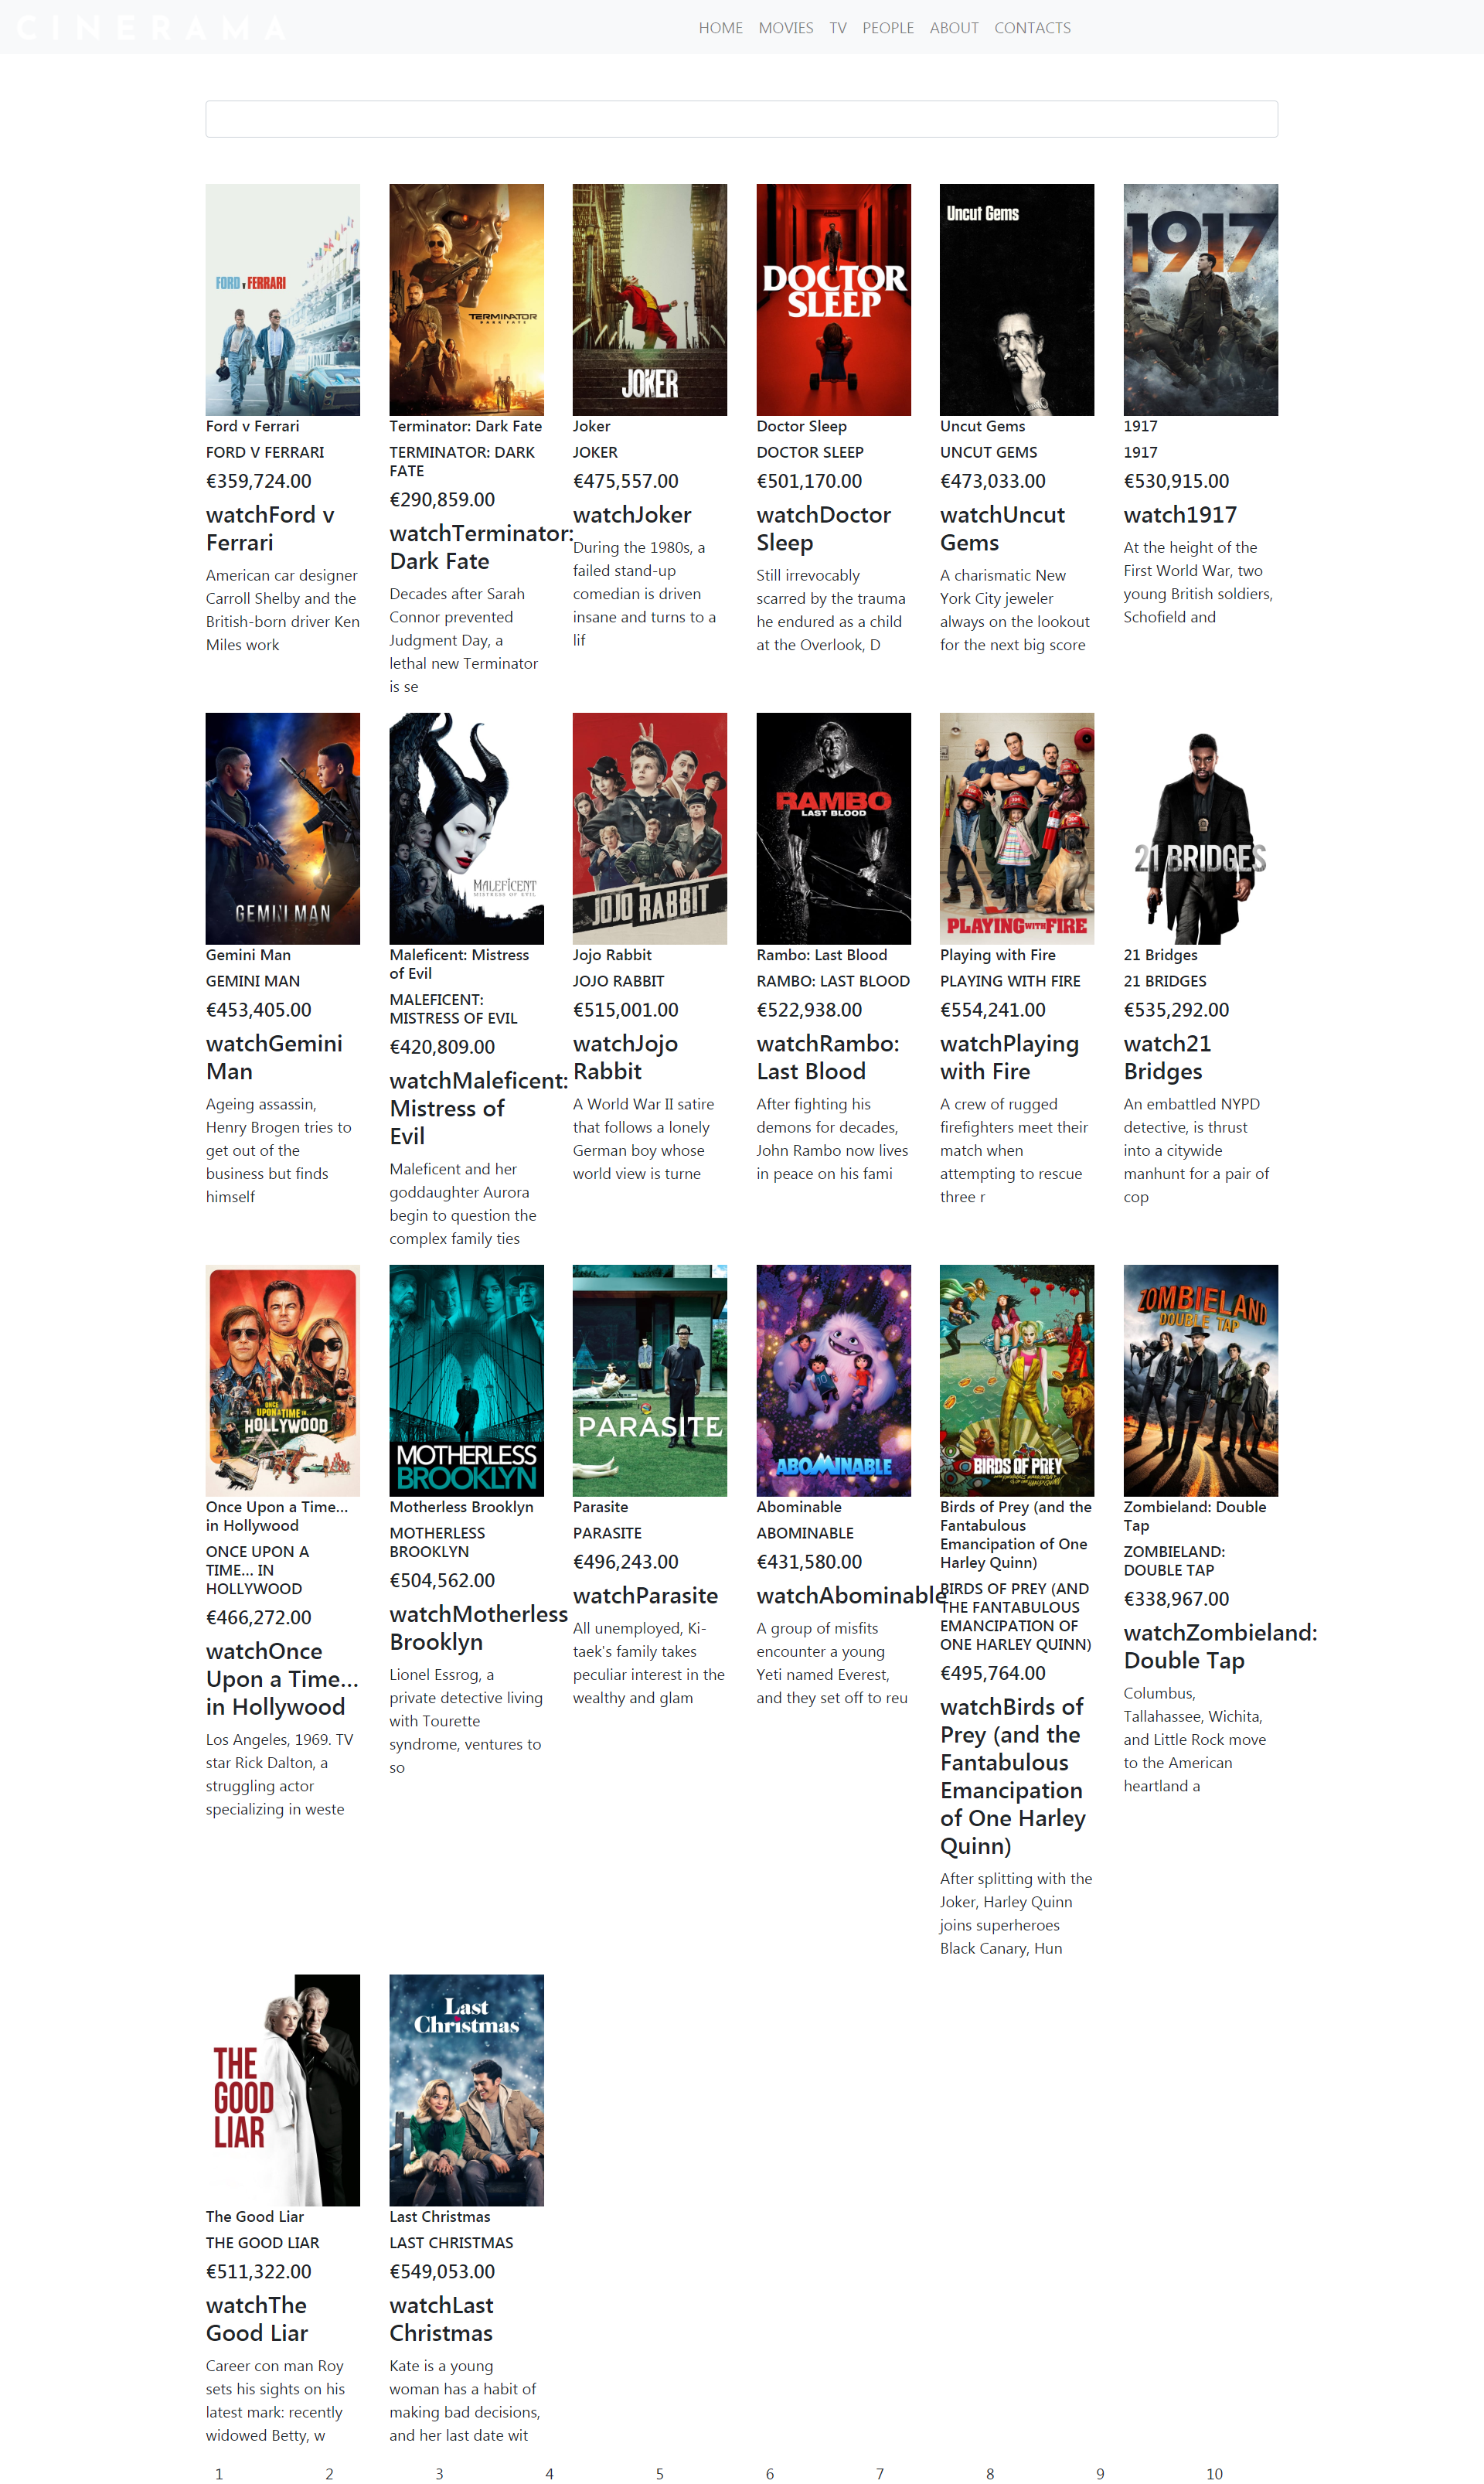 CINERAMA
HOME MOVIES TV PEOPLE ABOUT CONTACTS
FORD v FERRARI
Ford v Ferrari
FORD V FERRARI
€359,724.00
watchFord v
Ferrari
American car designer
Carroll Shelby and the
British-born driver Ken
Miles work
TERMINATOR
DARK FATE
Terminator: Dark Fate
TERMINATOR: DARK
FATE
€290,859.00
watchTerminator:
Dark Fate
Decades after Sarah
Connor prevented
Judgment Day, a
lethal new Terminator
is se
JOKER
Joker
JOKER
€475,557.00
watchJoker
During the 1980s, a
failed stand-up
comedian is driven
insane and turns to a
lif
DOCTOR
SLEEP
Doctor Sleep
DOCTOR SLEEP
€501,170.00
watchDoctor
Sleep
Still irrevocably
scarred by the trauma
he endured as a child
at the Overlook, D
Uncut Gems
Uncut Gems
UNCUT GEMS
€473,033.00
watchUncut
Gems
A charismatic New
York City jeweler
always on the lookout
for the next big score
1917
1917
1917
€530,915.00
watch1917
At the height of the
First World War, two
young British soldiers,
Schofield and
GEMINI MAN
Gemini Man
GEMINI MAN
€453,405.00
watchGemini
Man
Ageing assassin,
Henry Brogen tries to
get out of the
business but finds
himself
MALEFICENT
MISTRESS OF EVIL
Maleficent: Mistress
of Evil
MALEFICENT:
MISTRESS OF EVIL
€420,809.00
watchMaleficent:
Mistress of
Evil
Maleficent and her
goddaughter Aurora
begin to question the
complex family ties
JOJO RABBIT
Jojo Rabbit
JOJO RABBIT
€515,001.00
watchJojo
Rabbit
A World War II satire
that follows a lonely
German boy whose
world view is turne
RAMBO
LAST BLOOD
Rambo: Last Blood
RAMBO: LAST BLOOD
€522,938.00
watchRambo:
Last Blood
After fighting his
demons for decades,
John Rambo now lives
in peace on his fami
PLAYING WITH FIRE
Playing with Fire
PLAYING WITH FIRE
€554,241.00
watchPlaying
with Fire
A crew of rugged
firefighters meet their
match when
attempting to rescue
three r
21 BRIDGES
21 Bridges
21 BRIDGES
€535,292.00
watch21
Bridges
An embattled NYPD
detective, is thrust
into a citywide
manhunt for a pair of
cop
ONCE
UPON A TIME IN
HOLLYWOOD
Once Upon a Time…
in Hollywood
ONCE UPON A
TIME… IN
HOLLYWOOD
€466,272.00
watchOnce
Upon a Time…
in Hollywood
Los Angeles, 1969. TV
star Rick Dalton, a
struggling actor
specializing in weste
MOTHERLESS
BROOKLYN
Motherless Brooklyn
MOTHERLESS
BROOKLYN
€504,562.00
watchMotherless
Brooklyn
Lionel Essrog, a
private detective living
with Tourette
syndrome, ventures to
so
PARASITE
Parasite
PARASITE
€496,243.00
watchParasite
All unemployed, Ki-
taek's family takes
peculiar interest in the
wealthy and glam
ABOMINABLE
Abominable
ABOMINABLE
€431,580.00
watchAbominable
A group of misfits
encounter a young
Yeti named Everest,
and they set off to reu
BIRDS OF PREY
Birds of Prey (and the
Fantabulous
Emancipation of One
Harley Quinn)
BIRDS OF PREY (AND
THE FANTABULOUS
EMANCIPATION OF
ONE HARLEY QUINN)
€495,764.00
watchBirds of
Prey (and the
Fantabulous
Emancipation
of One Harley
Quinn)
After splitting with the
Joker, Harley Quinn
joins superheroes
Black Canary, Hun
ZOMBIELAND
DOUBLE TAP
Zombieland: Double
Tap
ZOMBIELAND:
DOUBLE TAP
€338,967.00
watchZombieland:
Double Tap
Columbus,
Tallahassee, Wichita,
and Little Rock move
to the American
heartland a
THE
GOOD
LIAR
The Good Liar
THE GOOD LIAR
€511,322.00
watchThe
Good Liar
Career con man Roy
sets his sights on his
latest mark: recently
widowed Betty, w
Last
Christmas
Last Christmas
LAST CHRISTMAS
€549,053.00
watchLast
Christmas
Kate is a young
woman has a habit of
making bad decisions,
and her last date wit
1 2 3 4 5 6 7 8 9 10